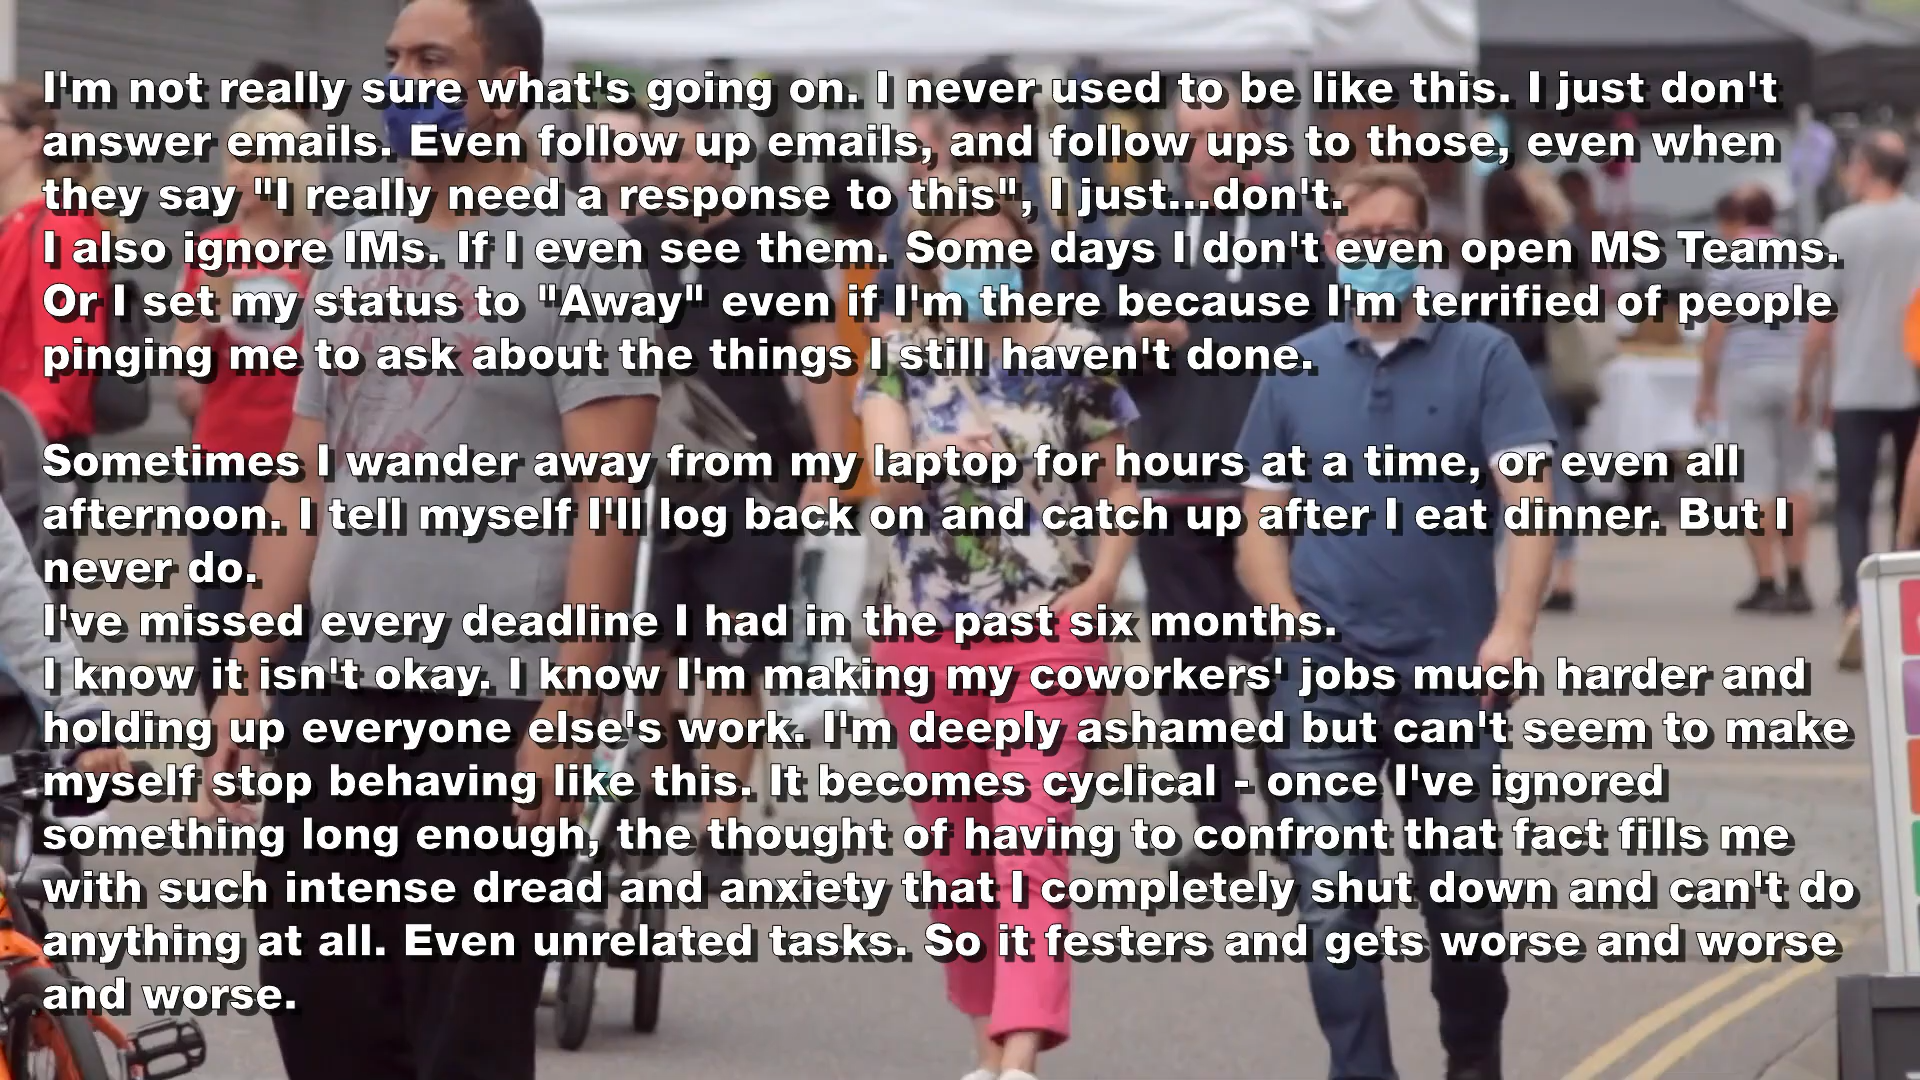 I'm not really sure what's going on. I never used to be like this. I just don't
answer emails. Even follow up emails, and follow ups to those, even when
they say "I really need a response to this", I just...don't.
I also ignore IMs. If I even see them. Some days I don't even open MS Teams.
Or I set my status to "Away" even if I'm there because I'm terrified of people
pinging me to ask about the things I still haven't done.
Sometimes I wander away from my laptop for hours at a time, or even all
afternoon. I tell myself I'll log back on and catch up after I eat dinner. But I
never do.
I've missed every deadline I had in the past six months.
I know it isn't okay. I know I'm making my coworkers' jobs much harder and
holding up everyone else's work. I'm deeply ashamed but can't seem to make
myself stop behaving like this. It becomes cyclical - once I've ignored
something long enough, the thought of having to confront that fact fills me
with such intense dread and anxiety that I completely shut down and can't do
anything at all. Even unrelated tasks. So it festers and gets worse and worse
and worse.